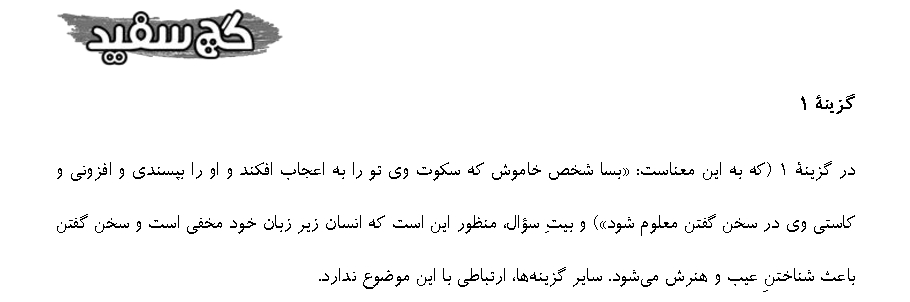 گچ سفید
گزینهٔ ۱
در گزینهٔ ۱ (که به این معناست: «بسا شخص خاموش که سکوت وی تو را به اعجاب افکند و او را بپسندی و افزونی و
کاستی وی در سخن گفتن معلوم شود») و بیتِ سؤال، منظور این است که انسان زیر زبان خود مخفی است و سخن گفتن
باعث شناختنِ عیب و هنرش می‌شود. سایر گزینه‌ها، ارتباطی با این موضوع ندارد.